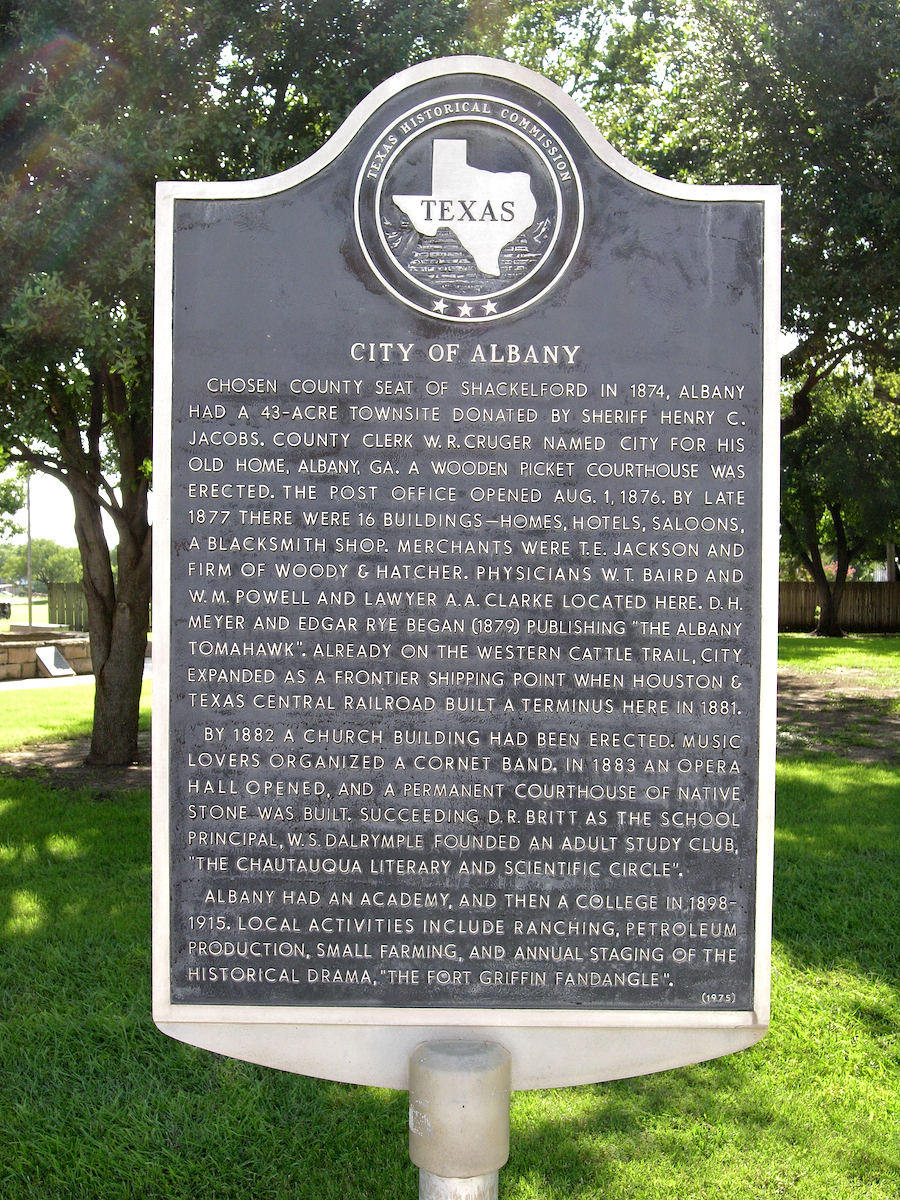 TEXAS HISTORICAL COMMISSION
TEXAS
CITY OF ALBANY
CHOSEN COUNTY SEAT OF SHACKELFORD IN 1874, ALBANY
HAD A 43-ACRE TOWNSITE DONATED BY SHERIFF HENRY C.
JACOBS. COUNTY CLERK W. R. CRUGER NAMED CITY FOR HIS
OLD HOME, ALBANY, GA. A WOODEN PICKET COURTHOUSE WAS
ERECTED. THE POST OFFICE OPENED AUG. 1, 1876. BY LATE
1877 THERE WERE 16 BUILDINGS—HOMES, HOTELS, SALOONS,
A BLACKSMITH SHOP. MERCHANTS WERE T. E. JACKSON AND
FIRM OF WOODY & HATCHER. PHYSICIANS W. T. BAIRD AND
W. M. POWELL AND LAWYER A. A. CLARKE LOCATED HERE. D. H.
MEYER AND EDGAR RYE BEGAN (1879) PUBLISHING "THE ALBANY
TOMAHAWK". ALREADY ON THE WESTERN CATTLE TRAIL, CITY
EXPANDED AS A FRONTIER SHIPPING POINT WHEN HOUSTON &
TEXAS CENTRAL RAILROAD BUILT A TERMINUS HERE IN 1881.
BY 1882 A CHURCH BUILDING HAD BEEN ERECTED. MUSIC
LOVERS ORGANIZED A CORNET BAND. IN 1883 AN OPERA
HALL OPENED, AND A PERMANENT COURTHOUSE OF NATIVE
STONE WAS BUILT. SUCCEEDING D. R. BRITT AS THE SCHOOL
PRINCIPAL, W. S. DALRYMPLE FOUNDED AN ADULT STUDY CLUB,
"THE CHAUTAUQUA LITERARY AND SCIENTIFIC CIRCLE".
ALBANY HAD AN ACADEMY, AND THEN A COLLEGE IN 1898-
1915. LOCAL ACTIVITIES INCLUDE RANCHING, PETROLEUM
PRODUCTION, SMALL FARMING, AND ANNUAL STAGING OF THE
HISTORICAL DRAMA, "THE FORT GRIFFIN FANDANGLE".
(1975)